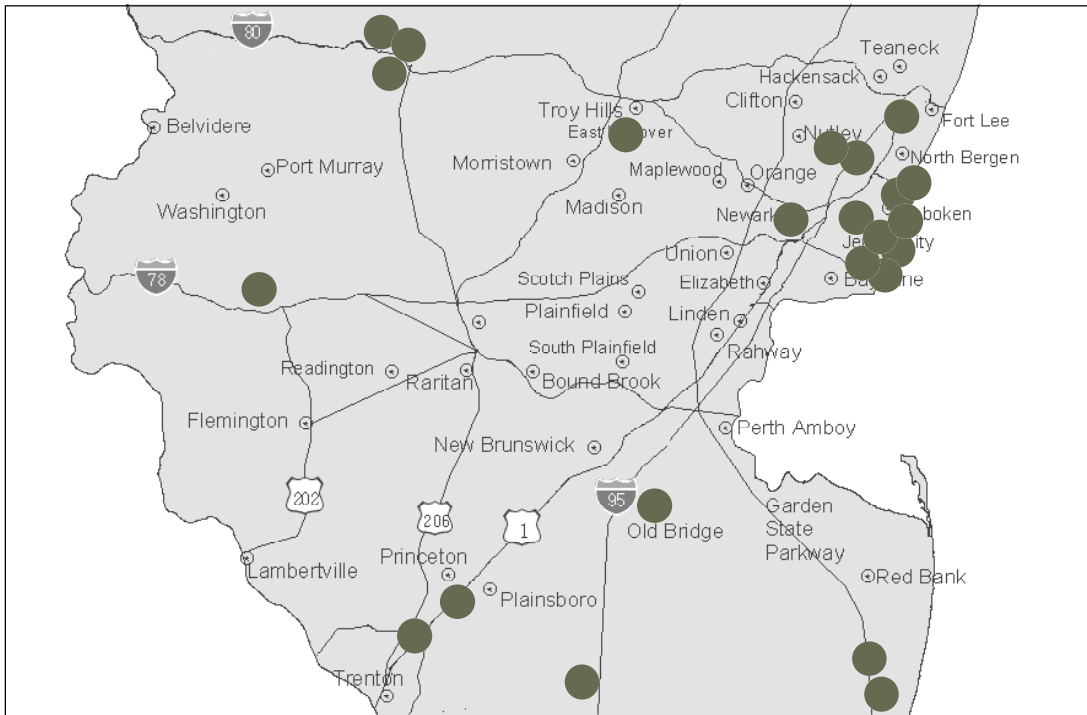 80
Teaneck
Hackensack
Clifton
Troy Hills
Fort Lee
Belvidere
Nutley
Morristown
North Bergen
Port Murray
Maplewood
Orange
Washington
Madison
Newark
Union
78
Scotch Plains
Elizabeth
Plainfield
Linden
South Plainfield
Rahway
Readington
Raritan
Bound Brook
Flemington
Perth Amboy
New Brunswick
202
95
206
1
Old Bridge
Garden
State
Parkway
Princeton
Lambertville
Red Bank
Plainsboro
Trenton